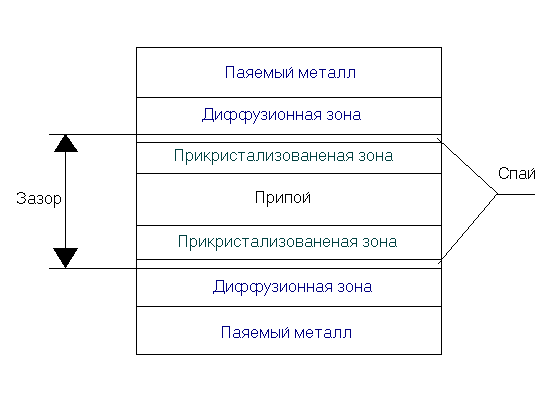 Паяемый металл
Диффузионная зона
Прикристализованеная зона
Спай
Зазор
Припой
Прикристализованеная зона
Диффузионная зона
Паяемый металл